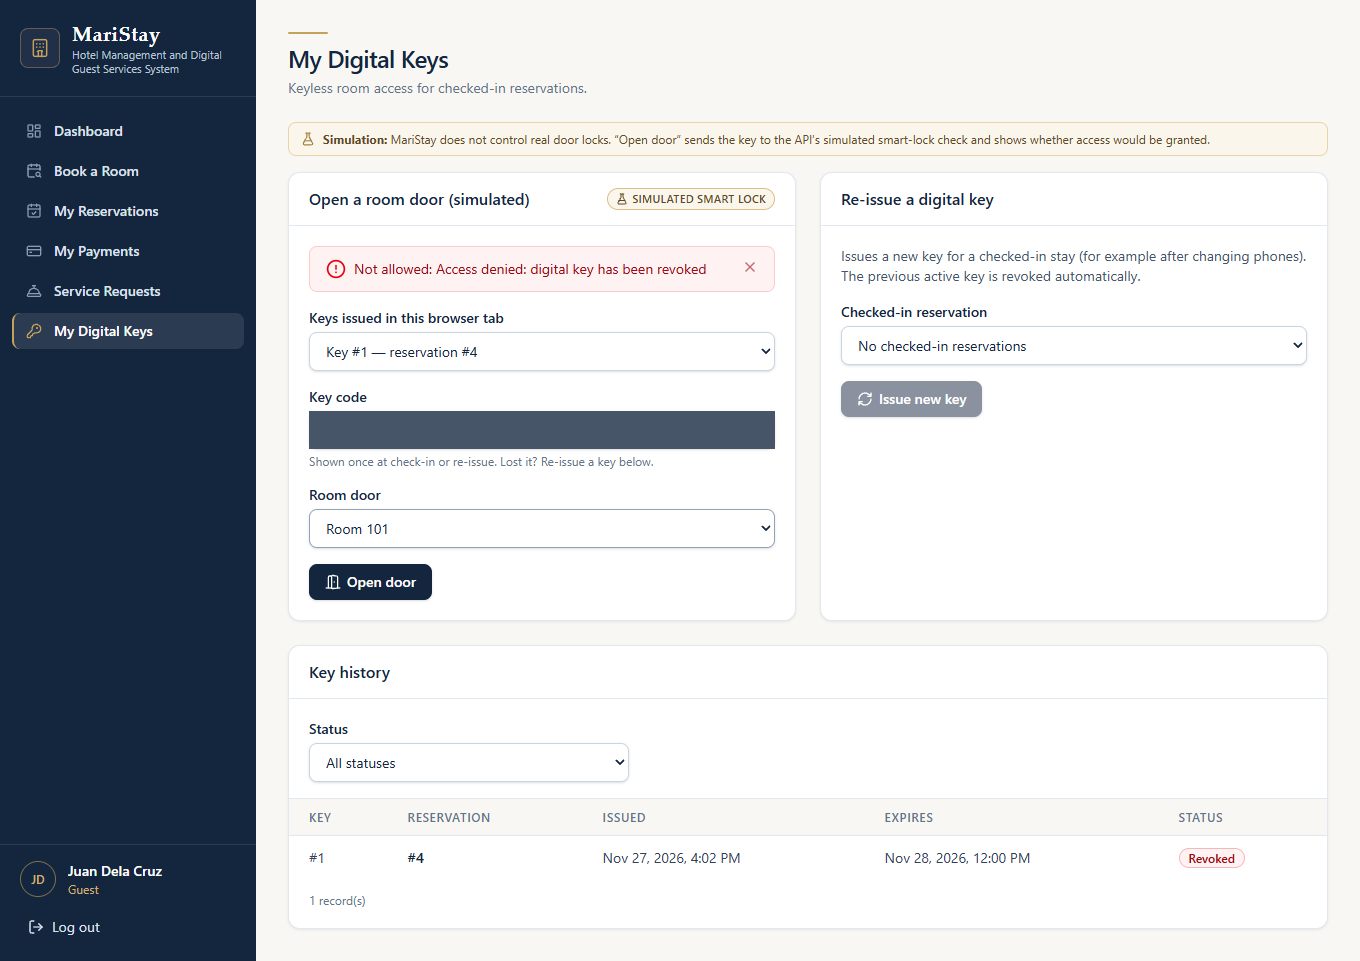 MariStay
Hotel Management and Digital
Guest Services System
Dashboard
Book a Room
My Reservations
My Payments
Service Requests
My Digital Keys
JD
Juan Dela Cruz
Guest
Log out
My Digital Keys
Keyless room access for checked-in reservations.
Simulation: MariStay does not control real door locks. “Open door” sends the key to the API's simulated smart-lock check and shows whether access would be granted.
Open a room door (simulated)
SIMULATED SMART LOCK
Not allowed: Access denied: digital key has been revoked
Keys issued in this browser tab
Key #1 — reservation #4
Key code
Shown once at check-in or re-issue. Lost it? Re-issue a key below.
Room door
Room 101
Open door
Re-issue a digital key
Issues a new key for a checked-in stay (for example after changing phones).
The previous active key is revoked automatically.
Checked-in reservation
No checked-in reservations
Issue new key
Key history
Status
All statuses
KEY RESERVATION ISSUED EXPIRES STATUS
#1 #4 Nov 27, 2026, 4:02 PM Nov 28, 2026, 12:00 PM Revoked
1 record(s)